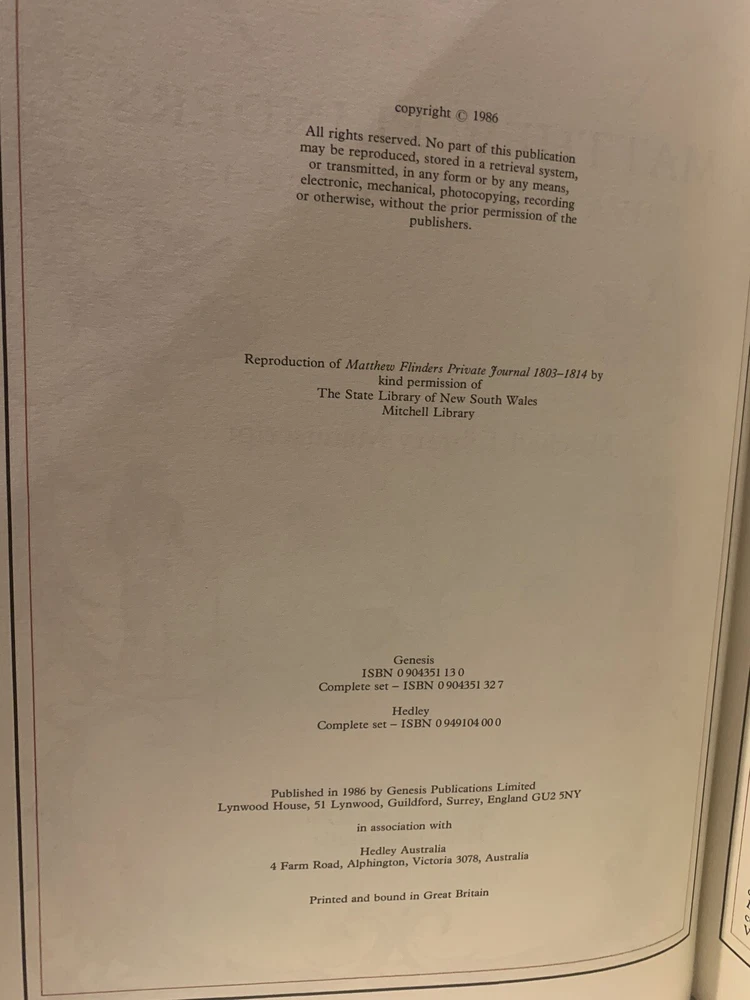 copyright © 1986
All rights reserved. No part of this publication
may be reproduced, stored in a retrieval system,
or transmitted, in any form or by any means,
electronic, mechanical, photocopying, recording
or otherwise, without the prior permission of the
publishers.
Reproduction of Matthew Flinders Private Journal 1803–1814 by
kind permission of
The State Library of New South Wales
Mitchell Library
Genesis
ISBN 0 904351 13 0
Complete set – ISBN 0 904351 32 7
Hedley
Complete set – ISBN 0 949104 00 0
Published in 1986 by Genesis Publications Limited
Lynwood House, 51 Lynwood, Guildford, Surrey, England GU2 5NY
in association with
Hedley Australia
4 Farm Road, Alphington, Victoria 3078, Australia
Printed and bound in Great Britain